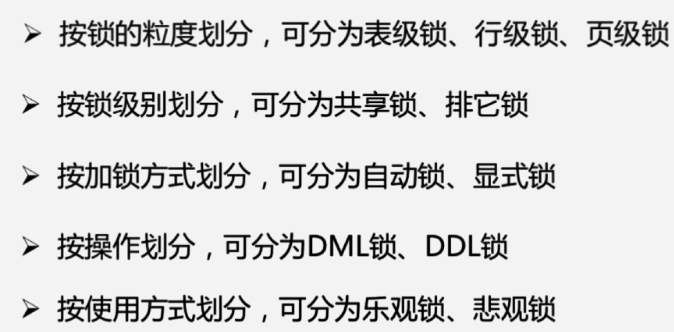 ➢ 按锁的粒度划分，可分为表级锁、行级锁、页级锁
➢ 按锁级别划分，可分为共享锁、排它锁
➢ 按加锁方式划分，可分为自动锁、显式锁
➢ 按操作划分，可分为DML锁、DDL锁
➢ 按使用方式划分，可分为乐观锁、悲观锁